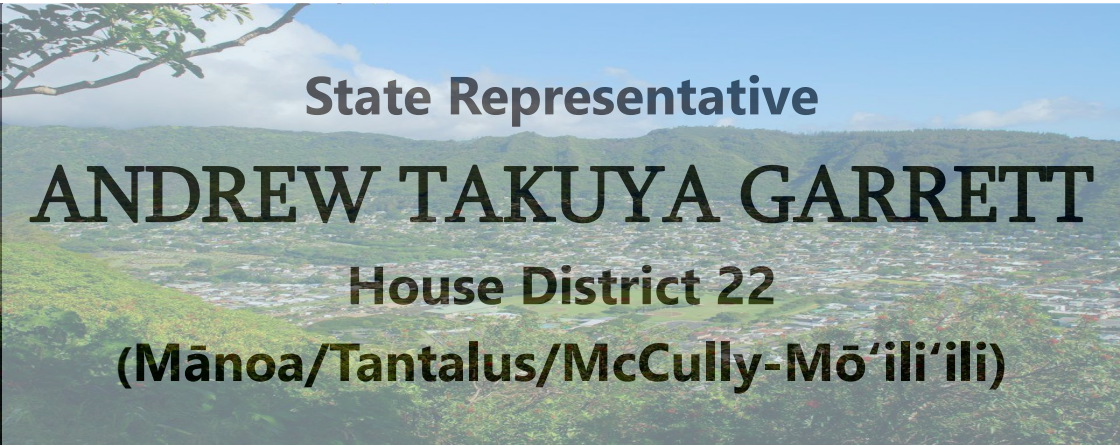 State Representative
ANDREW TAKUYA GARRETT
House District 22
(Mānoa/Tantalus/McCully-Mōʻiliʻili)